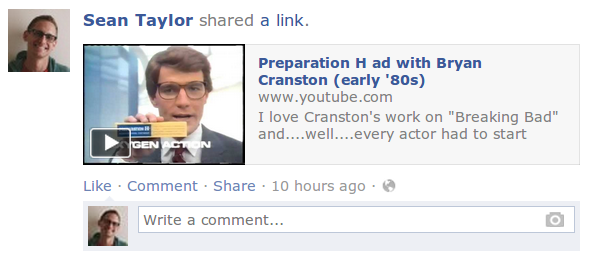 Sean Taylor shared a link.
Preparation H ad with Bryan
Cranston (early '80s)
www.youtube.com
I love Cranston's work on "Breaking Bad"
and....well....every actor had to start
OXYGEN ACTION
Like · Comment · Share · 10 hours ago ·
Write a comment...